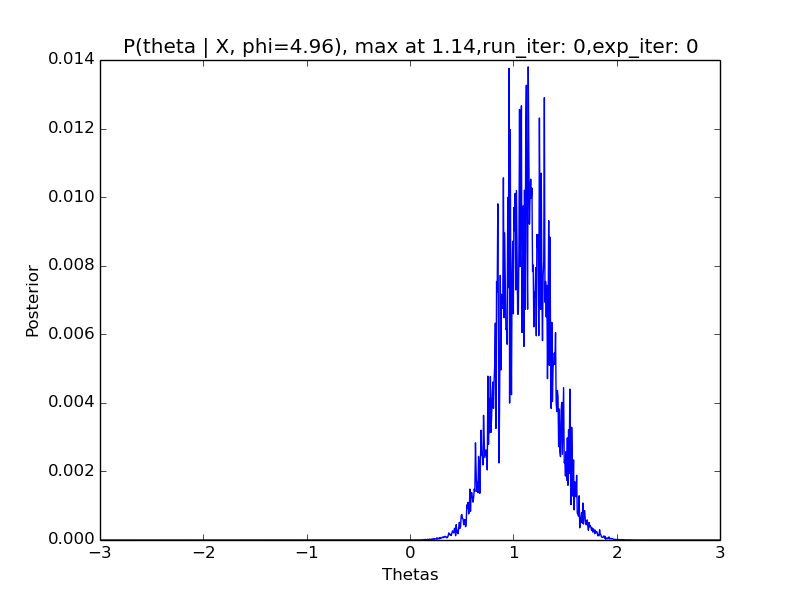 P(theta | X, phi=4.96), max at 1.14,run_iter: 0,exp_iter: 0
0.014
0.012
0.010
0.008
0.006
0.004
0.002
0.000
Posterior
−3 −2 −1 0 1 2 3
Thetas